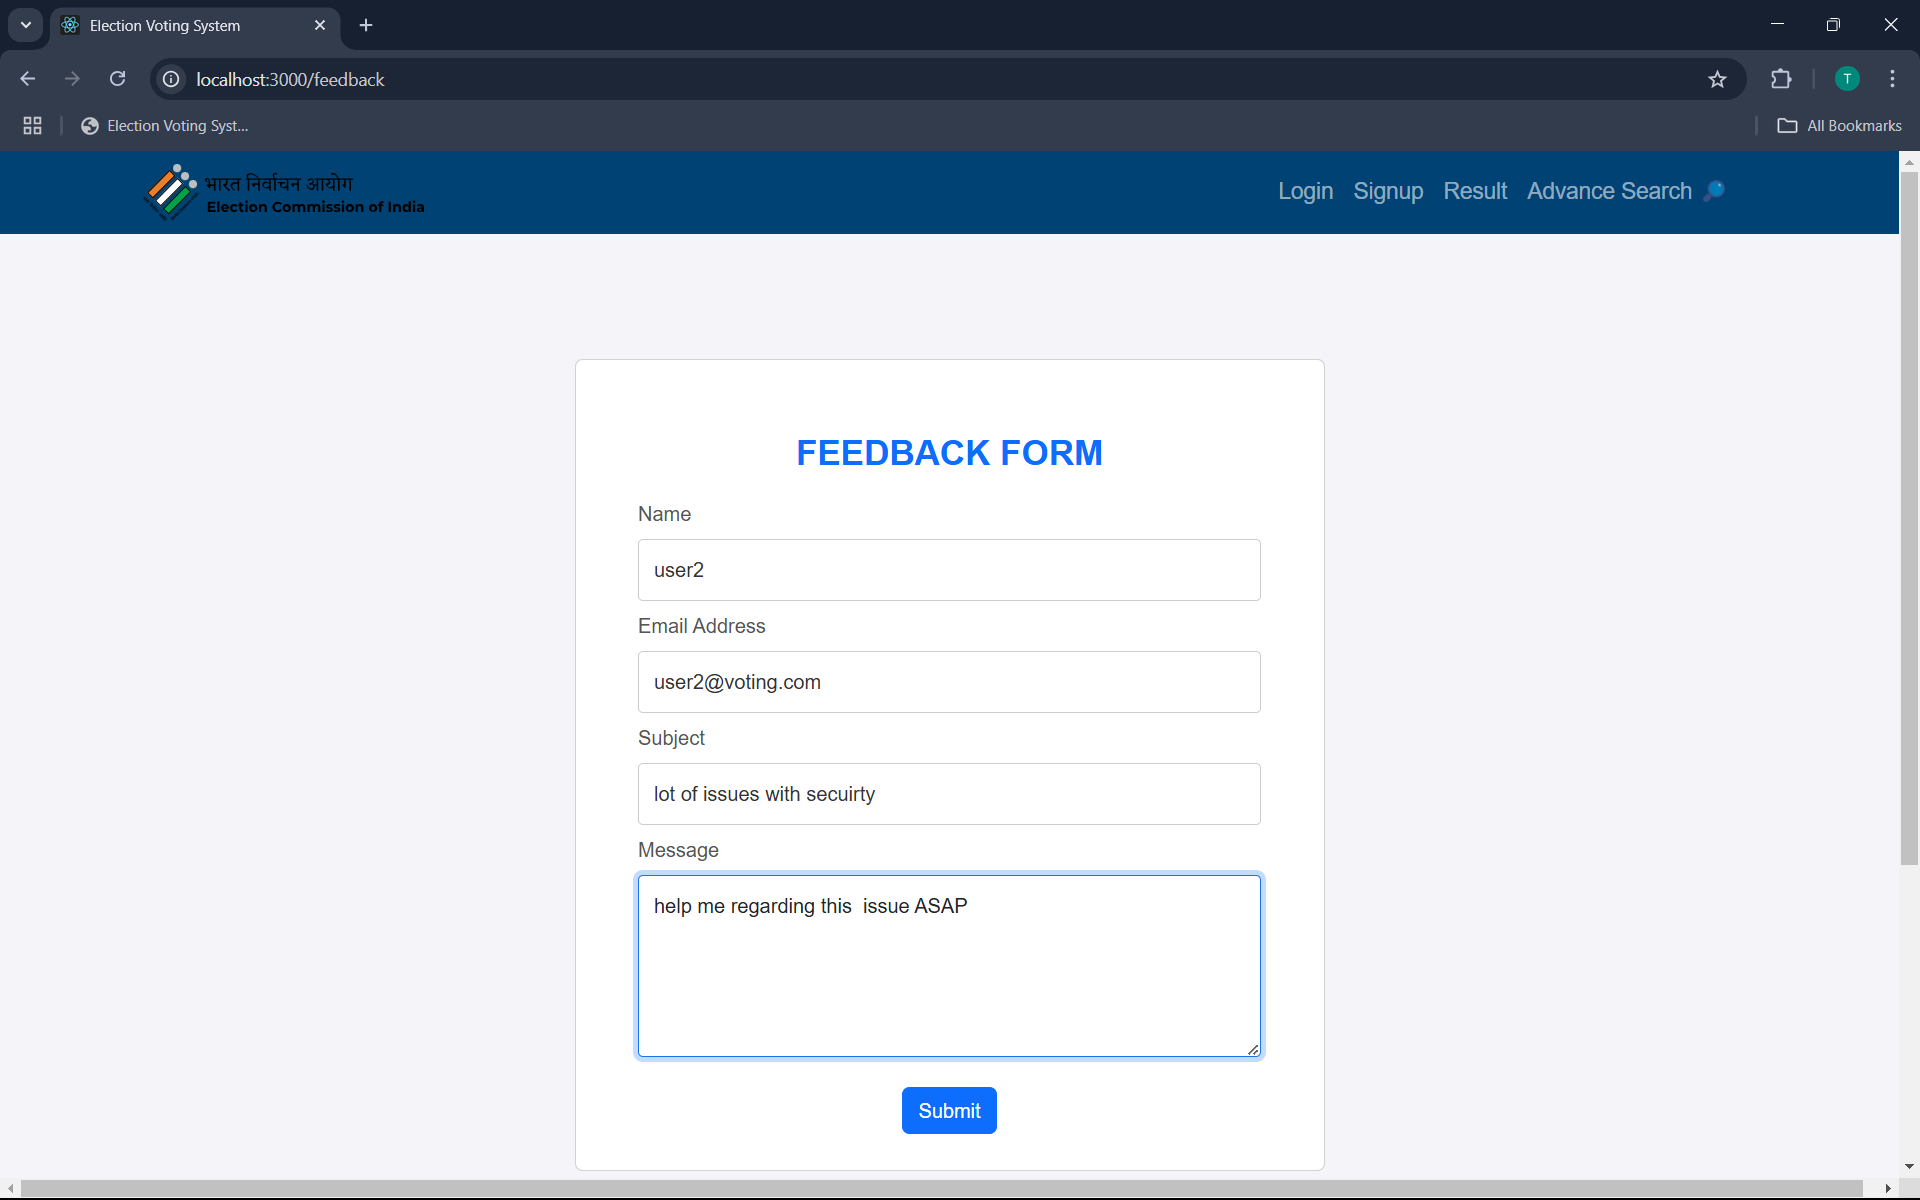 Election Voting System
localhost:3000/feedback
T
Election Voting Syst...
All Bookmarks
भारत निर्वाचन आयोग
Election Commission of India
Login Signup Result Advance Search
FEEDBACK FORM
Name
user2
Email Address
user2@voting.com
Subject
lot of issues with secuirty
Message
help me regarding this  issue ASAP
Submit